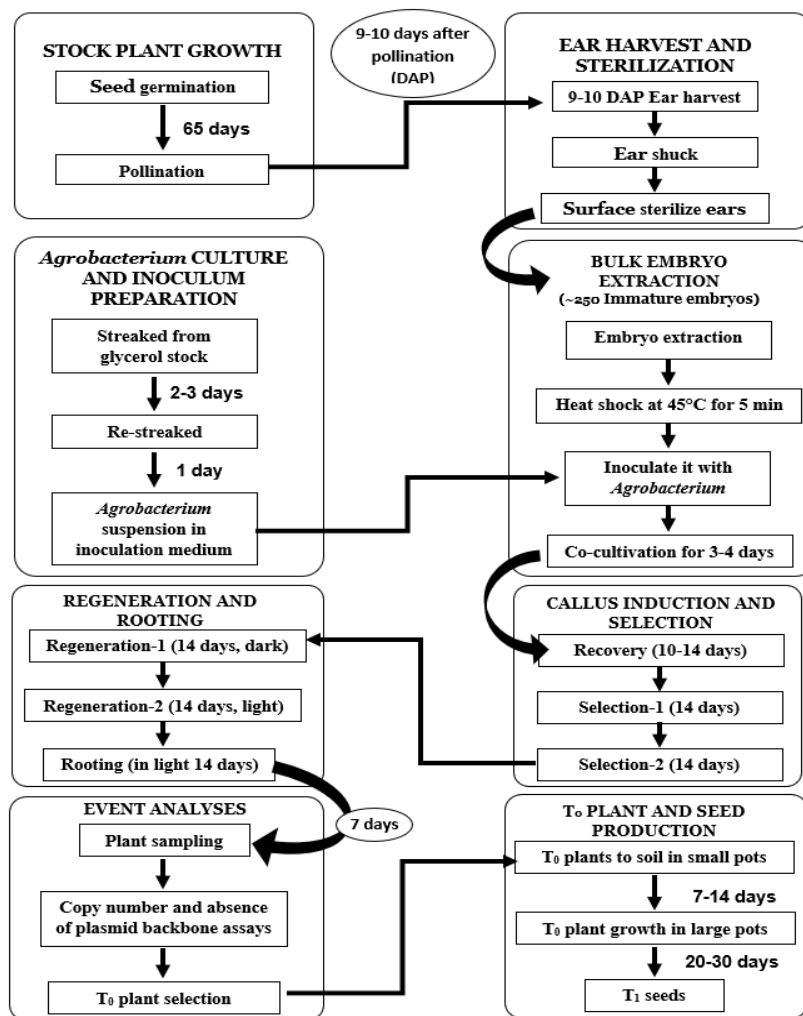 STOCK PLANT GROWTH
Seed germination
65 days
Pollination
9-10 days after
pollination
(DAP)
EAR HARVEST AND
STERILIZATION
9-10 DAP Ear harvest
Ear shuck
Surface sterilize ears
Agrobacterium CULTURE
AND INOCULUM
PREPARATION
Streaked from
glycerol stock
2-3 days
Re-streaked
1 day
Agrobacterium
suspension in
inoculation medium
BULK EMBRYO
EXTRACTION
(~250 Immature embryos)
Embryo extraction
Heat shock at 45°C for 5 min
Inoculate it with
Agrobacterium
Co-cultivation for 3-4 days
REGENERATION AND
ROOTING
Regeneration-1 (14 days, dark)
Regeneration-2 (14 days, light)
Rooting (in light 14 days)
CALLUS INDUCTION AND
SELECTION
Recovery (10-14 days)
Selection-1 (14 days)
Selection-2 (14 days)
EVENT ANALYSES
7 days
Plant sampling
Copy number and absence
of plasmid backbone assays
T0 plant selection
T0 PLANT AND SEED
PRODUCTION
T0 plants to soil in small pots
7-14 days
T0 plant growth in large pots
20-30 days
T1 seeds